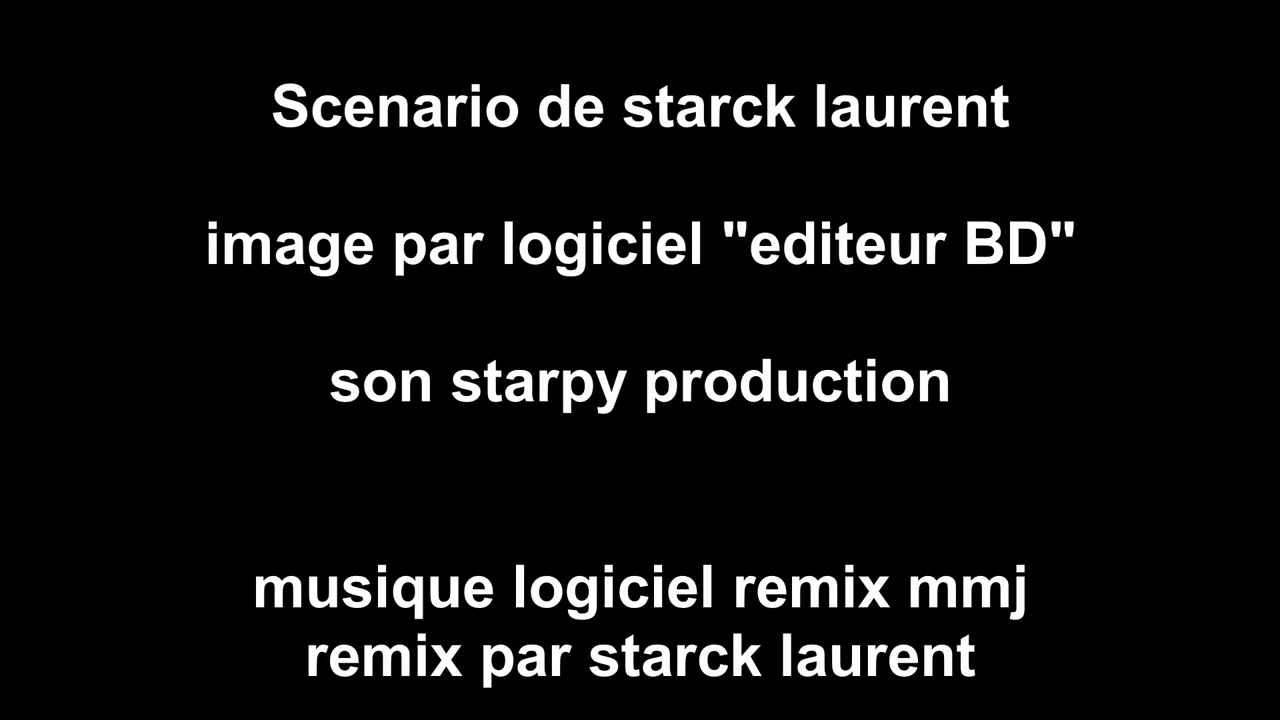 Scenario de starck laurent
image par logiciel "editeur BD"
son starpy production
musique logiciel remix mmj
remix par starck laurent